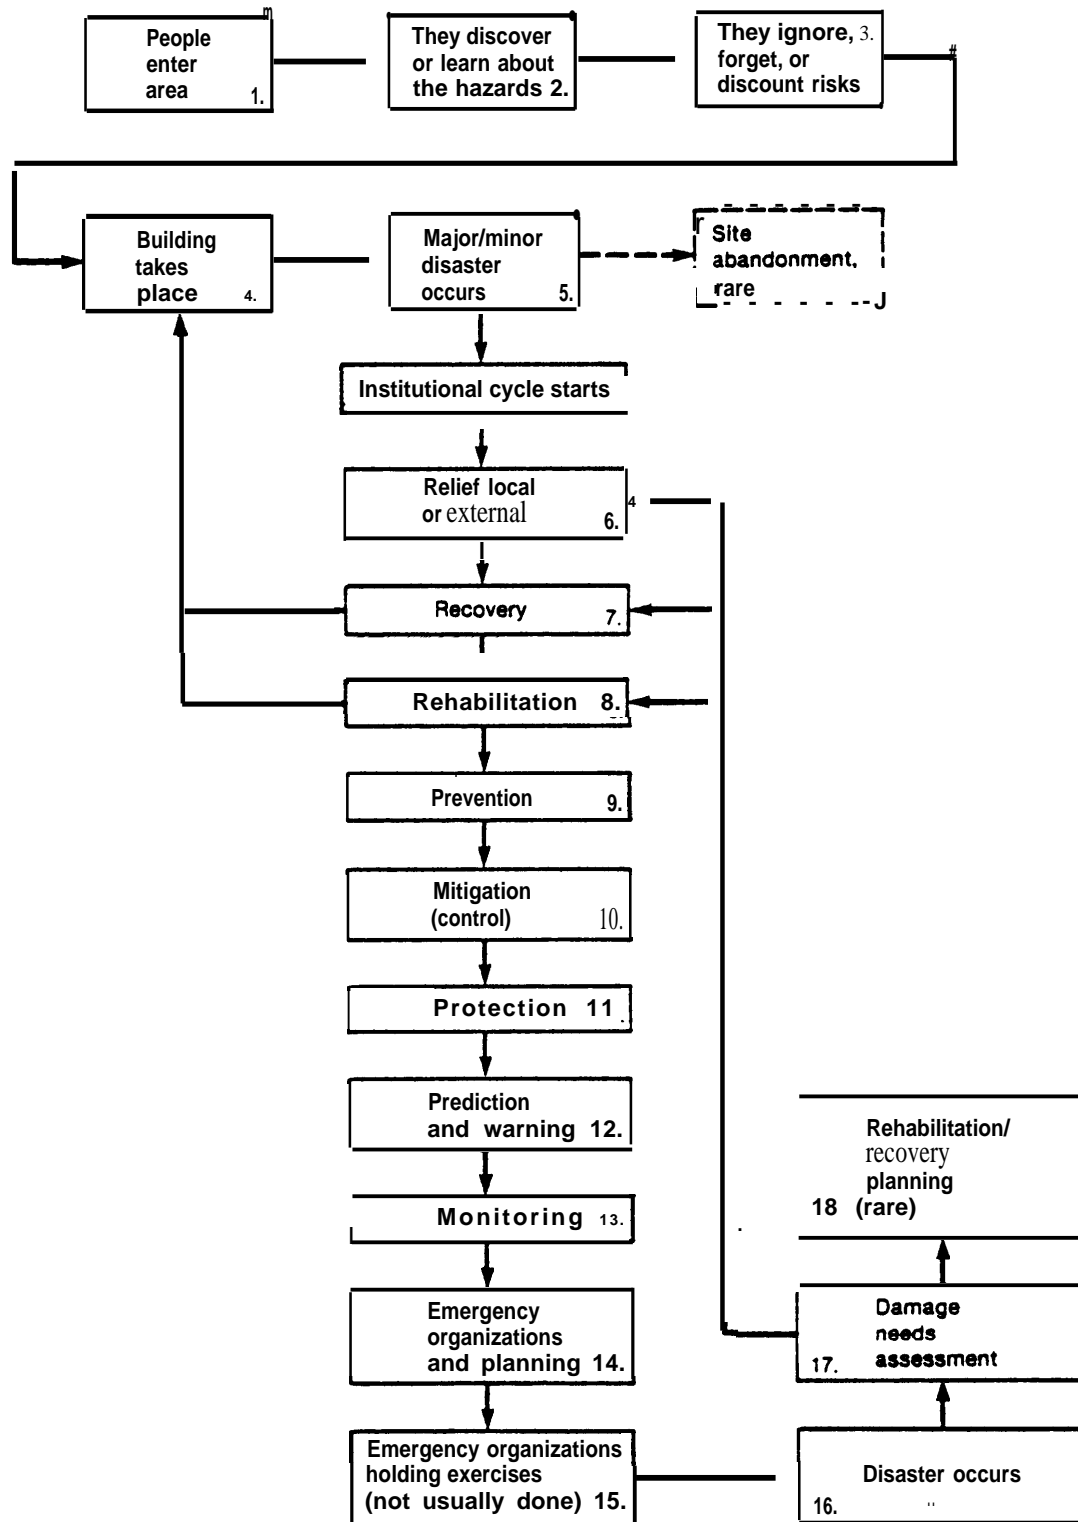 People
enter
area 1.
They discover
or learn about
the hazards 2.
They ignore, 3.
forget, or
discount risks
Building
takes
place 4.
Major/minor
disaster
occurs 5.
Site
abandonment,
rare
Institutional cycle starts
Relief local
or external 6.
4
Recovery 7.
Rehabilitation 8.
Prevention 9.
Mitigation
(control) 10.
Protection 11
Prediction
and warning 12.
Monitoring 13.
Emergency
organizations
and planning 14.
Emergency organizations
holding exercises
(not usually done) 15.
Disaster occurs
16.
Damage
needs
17. assessment
Rehabilitation/
recovery
planning
18 (rare)